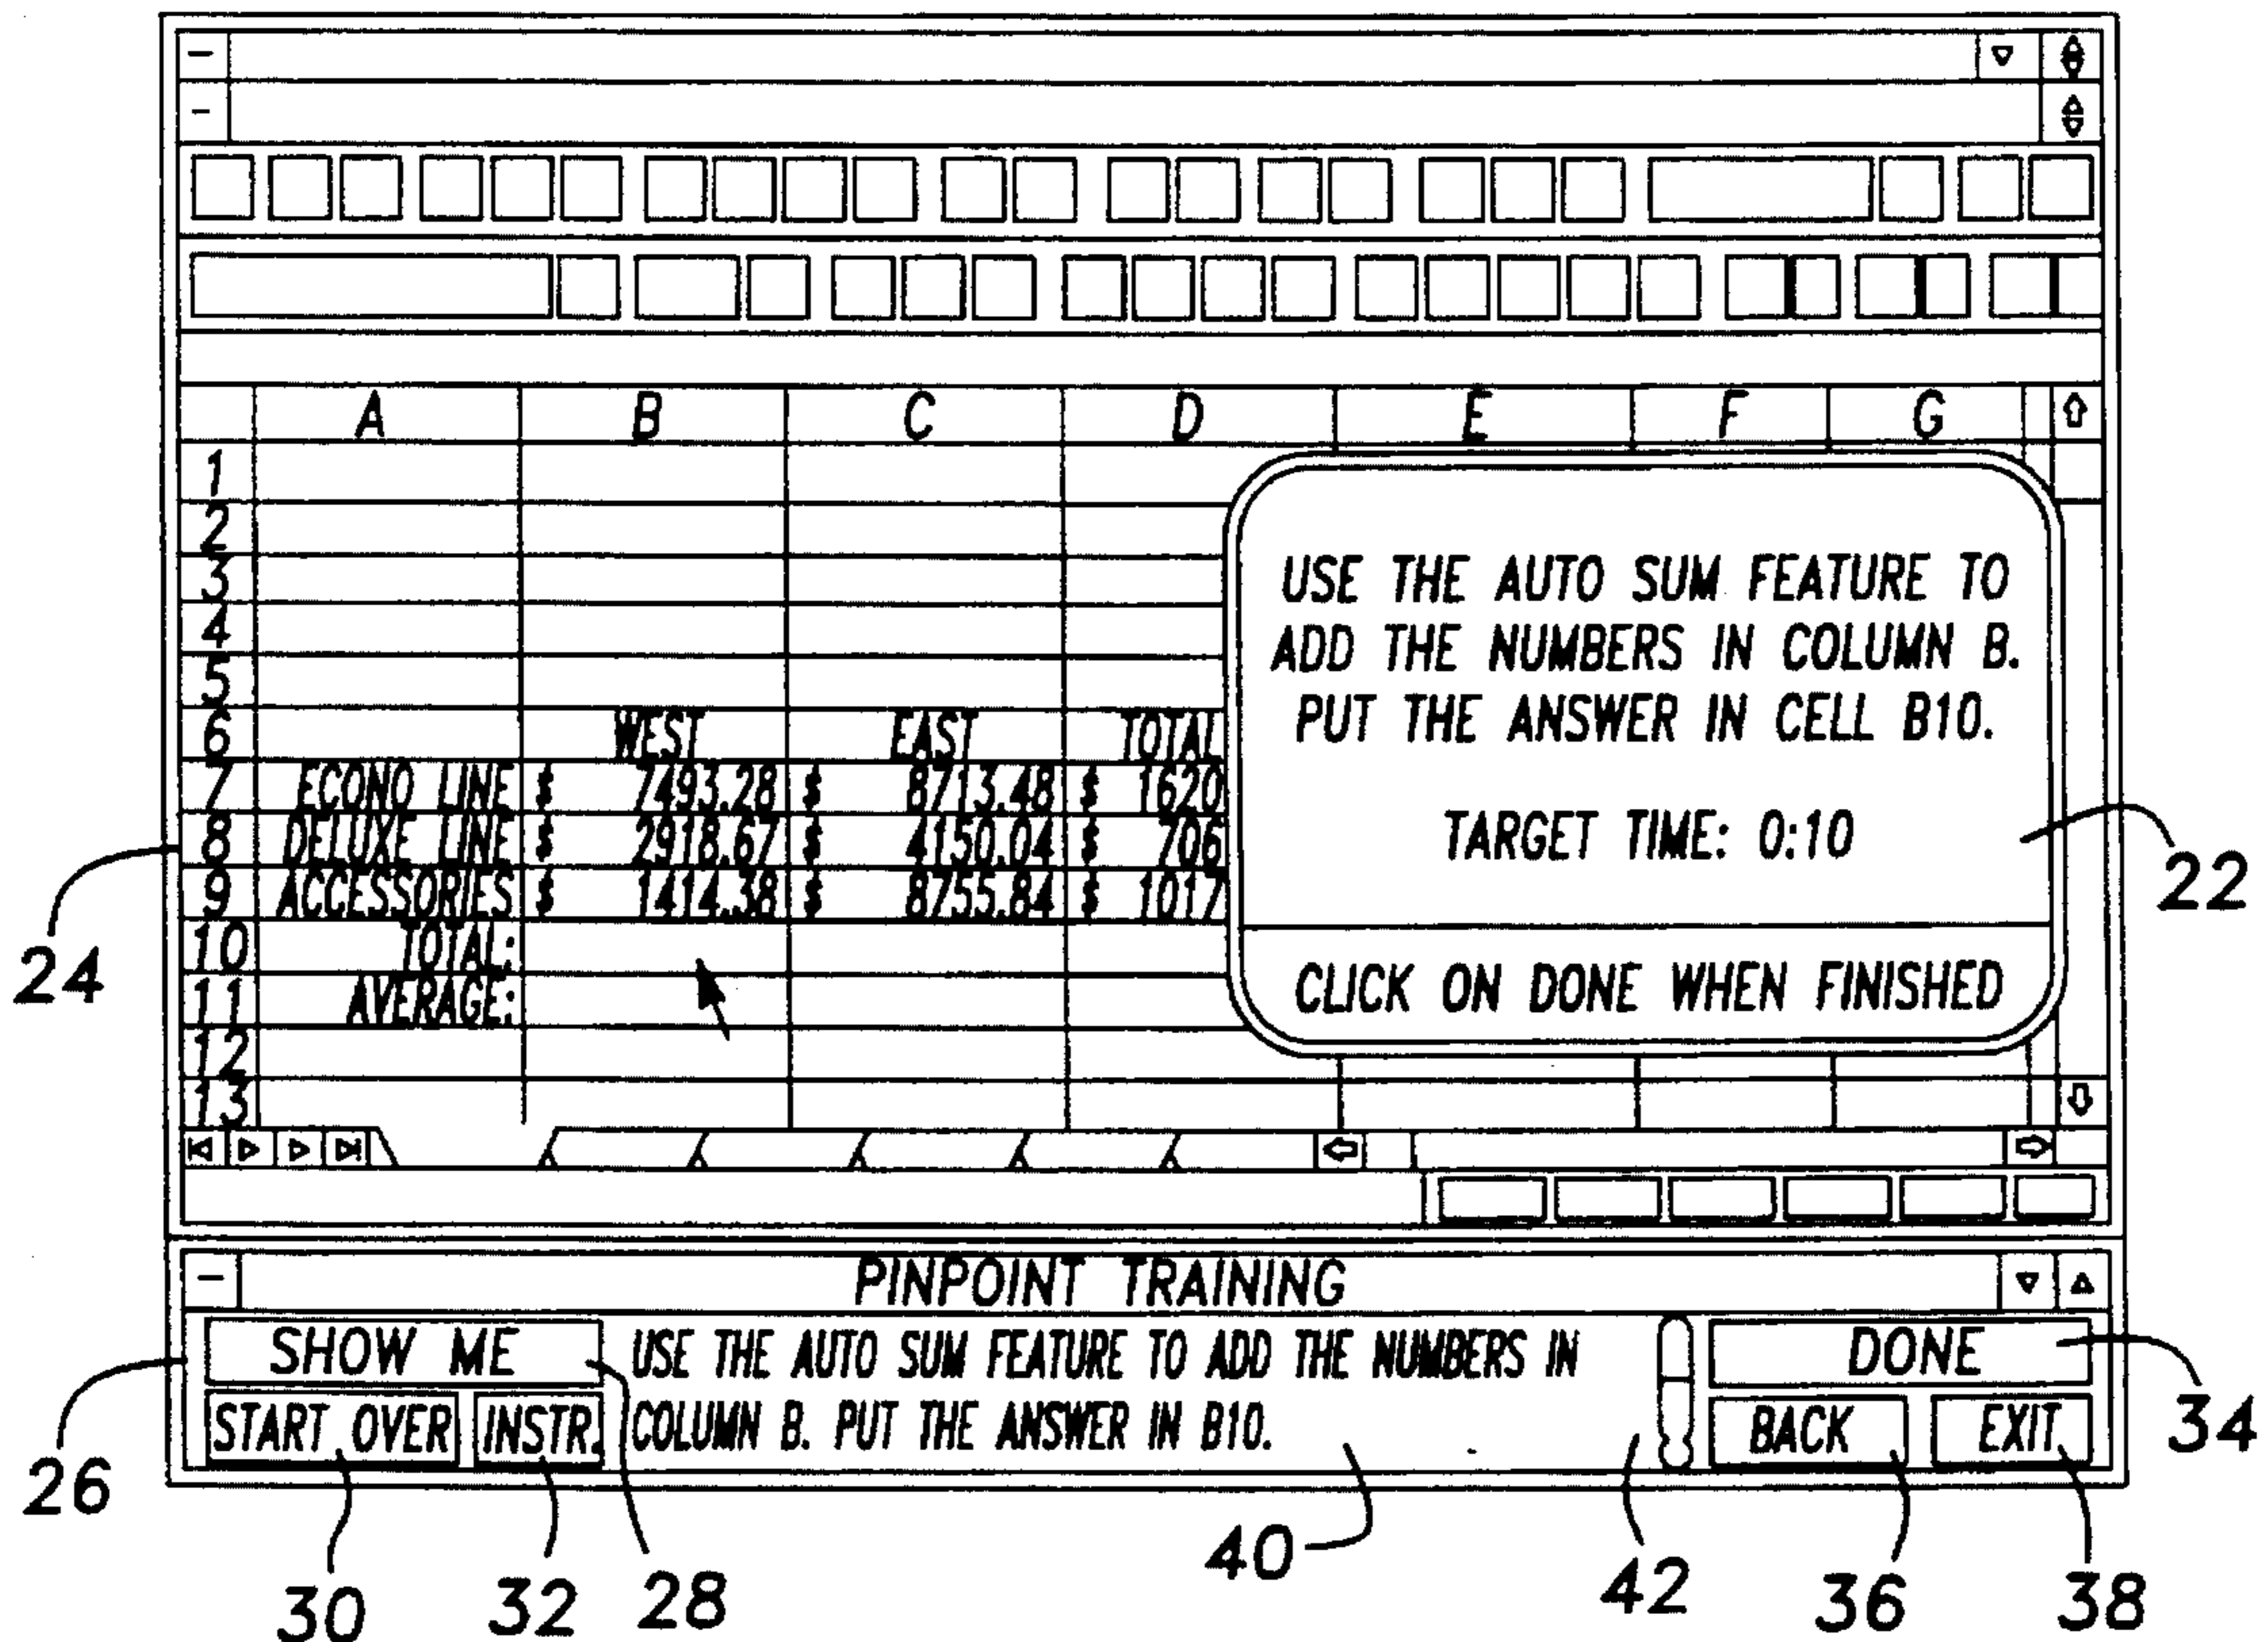 A B C D E F G
1
2
3
4
5
6 WEST EAST TOTAL
7 ECONO LINE $ 7493.28 $ 8713.48 $ 1620
8 DELUXE LINE $ 2918.67 $ 4150.04 $ 706
9 ACCESSORIES $ 1414.38 $ 8755.84 $ 1017
10 TOTAL:
11 AVERAGE:
12
13
USE THE AUTO SUM FEATURE TO
ADD THE NUMBERS IN COLUMN B.
PUT THE ANSWER IN CELL B10.
TARGET TIME: 0:10
CLICK ON DONE WHEN FINISHED
22
24
PINPOINT TRAINING
SHOW ME
START OVER
INSTR.
USE THE AUTO SUM FEATURE TO ADD THE NUMBERS IN
COLUMN B. PUT THE ANSWER IN B10.
DONE
BACK
EXIT
26
34
30
32
28
40
42
36
38